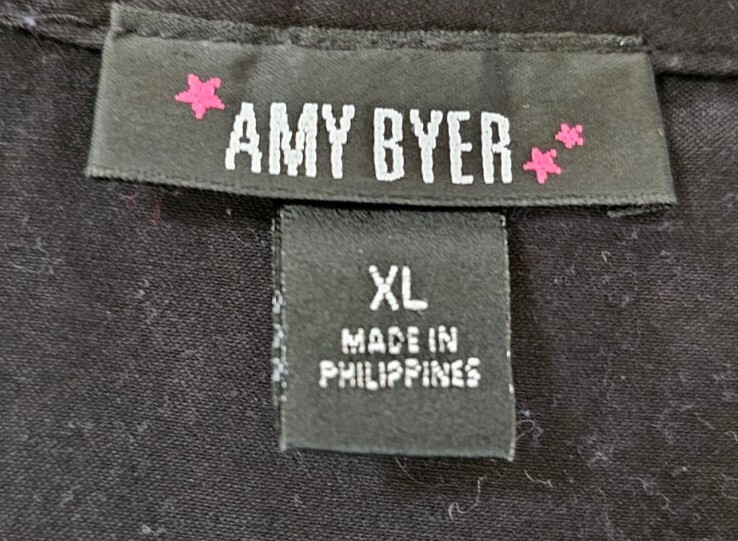 AMY BYER
XL
MADE IN
PHILIPPINES